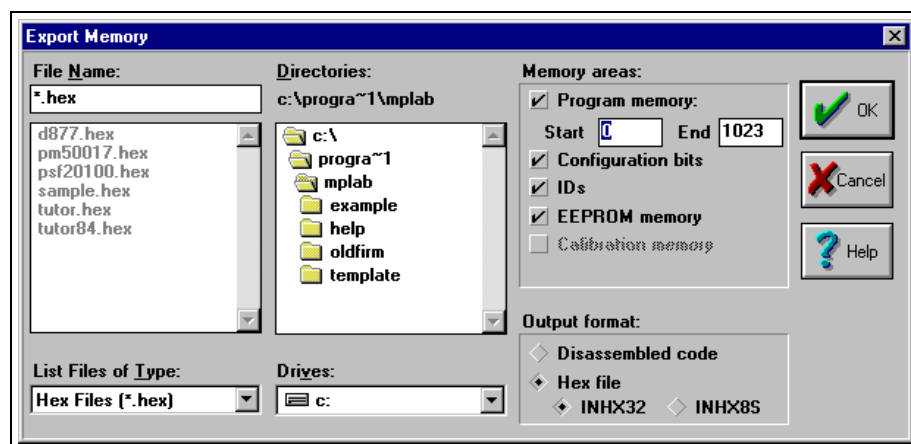 Export Memory
File Name:
*.hex
d877.hex
pm50017.hex
psf20100.hex
sample.hex
tutor.hex
tutor84.hex
List Files of Type:
Hex Files (*.hex)
Directories:
c:\progra~1\mplab
c:\
progra~1
mplab
example
help
oldfirm
template
Drives:
c:
Memory areas:
Program memory:
Start 0 End 1023
Configuration bits
IDs
EEPROM memory
Calibration memory
Output format:
Disassembled code
Hex file
INHX32 INHX8S
OK
Cancel
Help